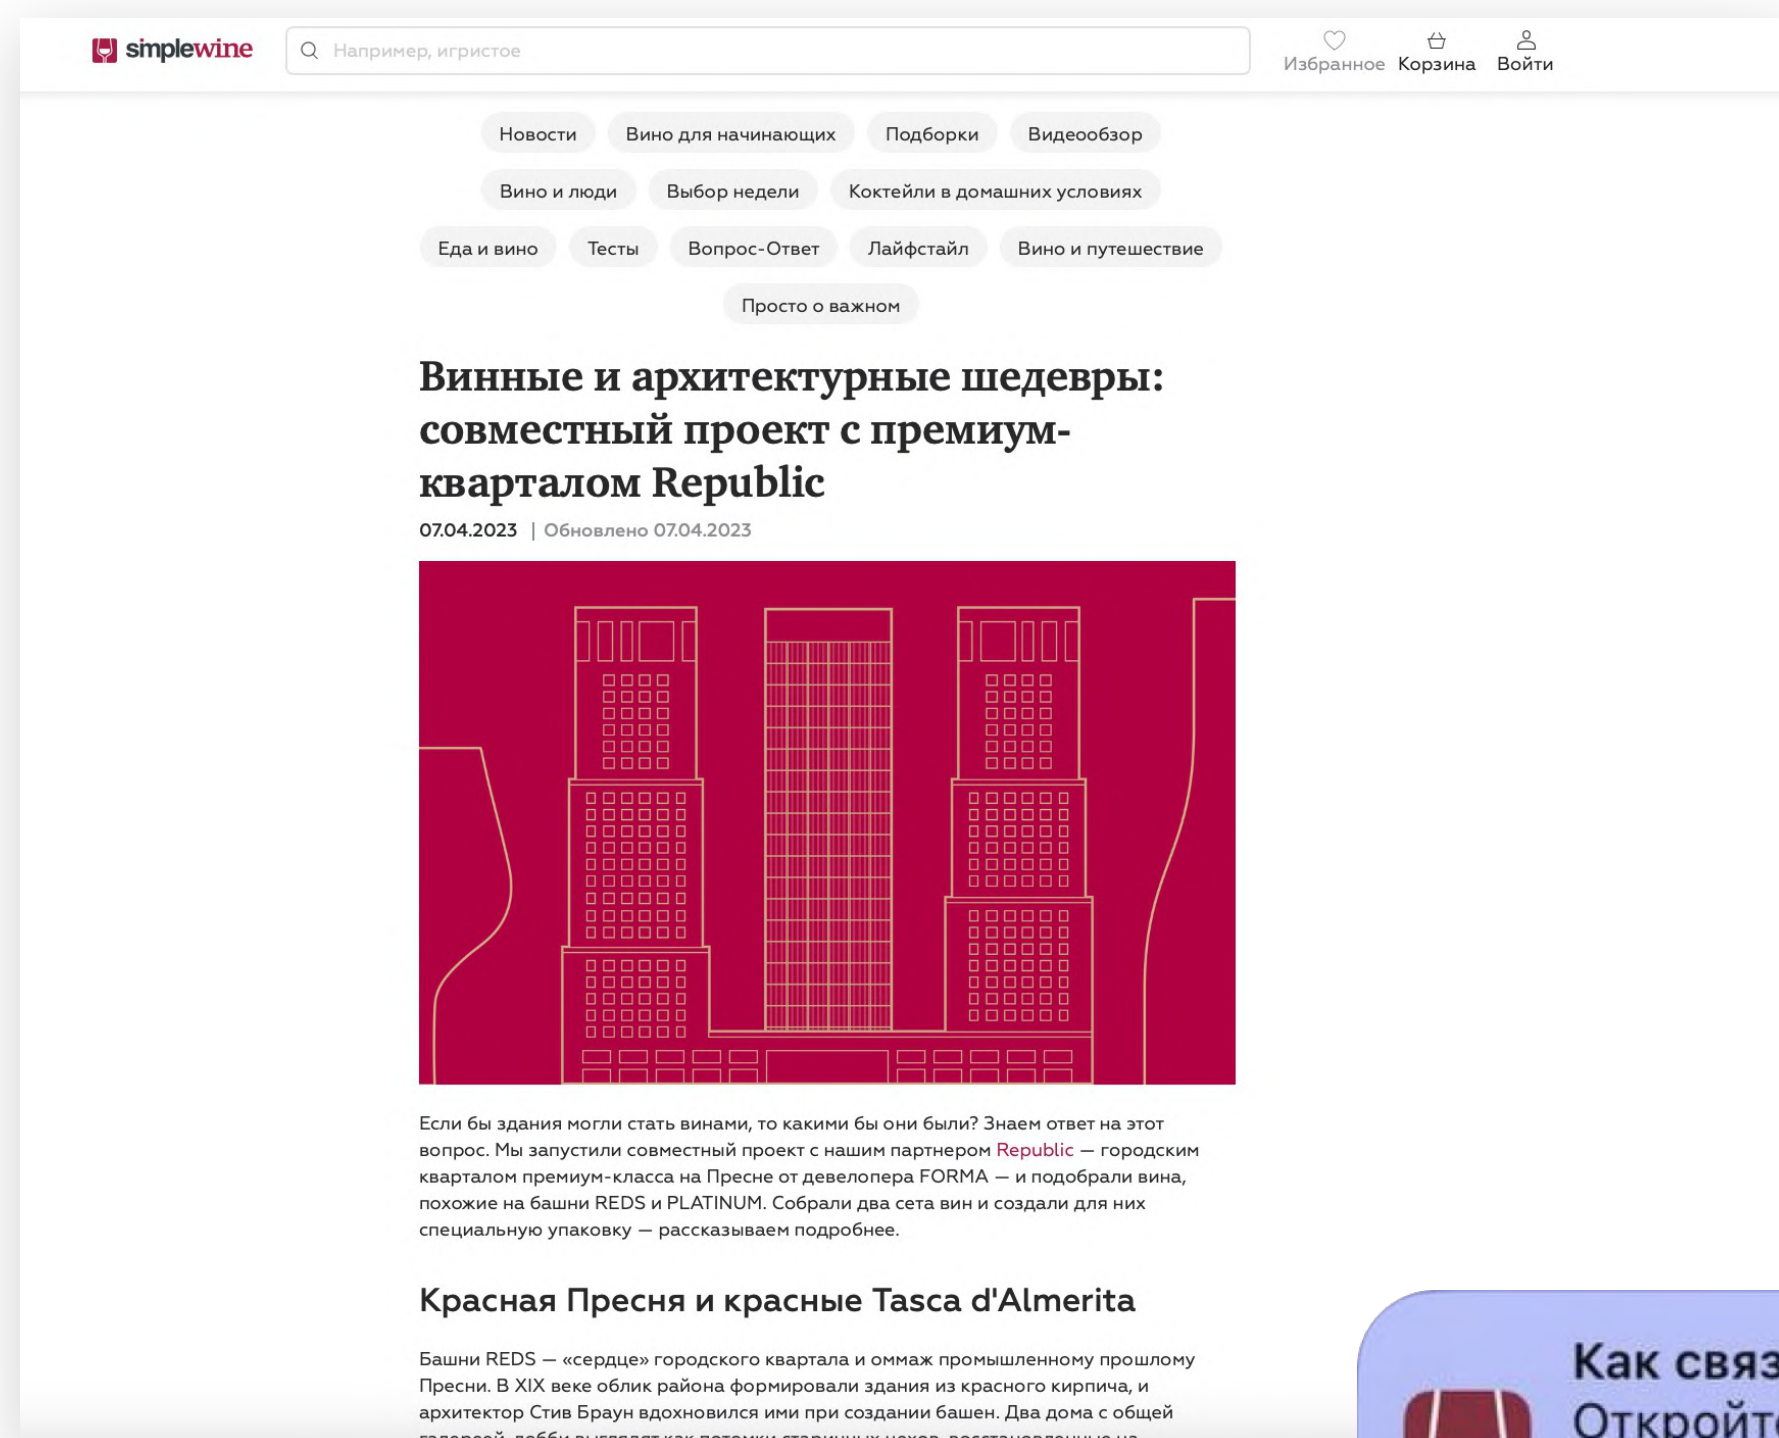 simplewine
Например, игристое
Избранное Корзина Войти
Новости Вино для начинающих Подборки Видеообзор
Вино и люди Выбор недели Коктейли в домашних условиях
Еда и вино Тесты Вопрос-Ответ Лайфстайл Вино и путешествие
Просто о важном
Винные и архитектурные шедевры:
совместный проект с премиум-
кварталом Republic
07.04.2023 | Обновлено 07.04.2023
Если бы здания могли стать винами, то какими бы они были? Знаем ответ на этот
вопрос. Мы запустили совместный проект с нашим партнером Republic — городским
кварталом премиум-класса на Пресне от девелопера FORMA — и подобрали вина,
похожие на башни REDS и PLATINUM. Собрали два сета вин и создали для них
специальную упаковку — рассказываем подробнее.
Красная Пресня и красные Tasca d'Almerita
Башни REDS — «сердце» городского квартала и оммаж промышленному прошлому
Пресни. В XIX веке облик района формировали здания из красного кирпича, и
архитектор Стив Браун вдохновился ими при создании башен. Два дома с общей
Как связ
Откройте